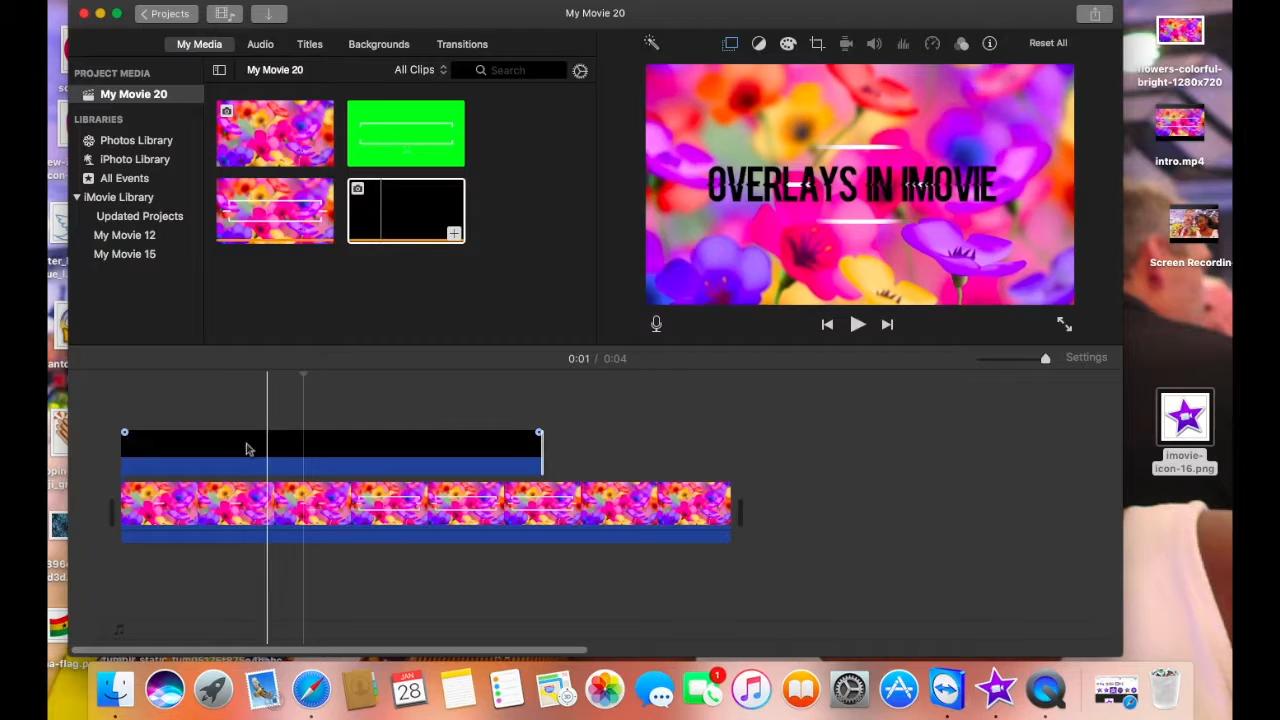 Projects
My Movie 20
My Media
Audio
Titles
Backgrounds
Transitions
Reset All
PROJECT MEDIA
My Movie 20
My Movie 20
All Clips
Search
LIBRARIES
Photos Library
iPhoto Library
All Events
iMovie Library
Updated Projects
My Movie 12
My Movie 15
OVERLAYS IN IMOVIE
0:01 / 0:04
Settings
flowers-colorful-
bright-1280x720
intro.mp4
Screen Recordin
imovie-
icon-16.png
JAN
28
1